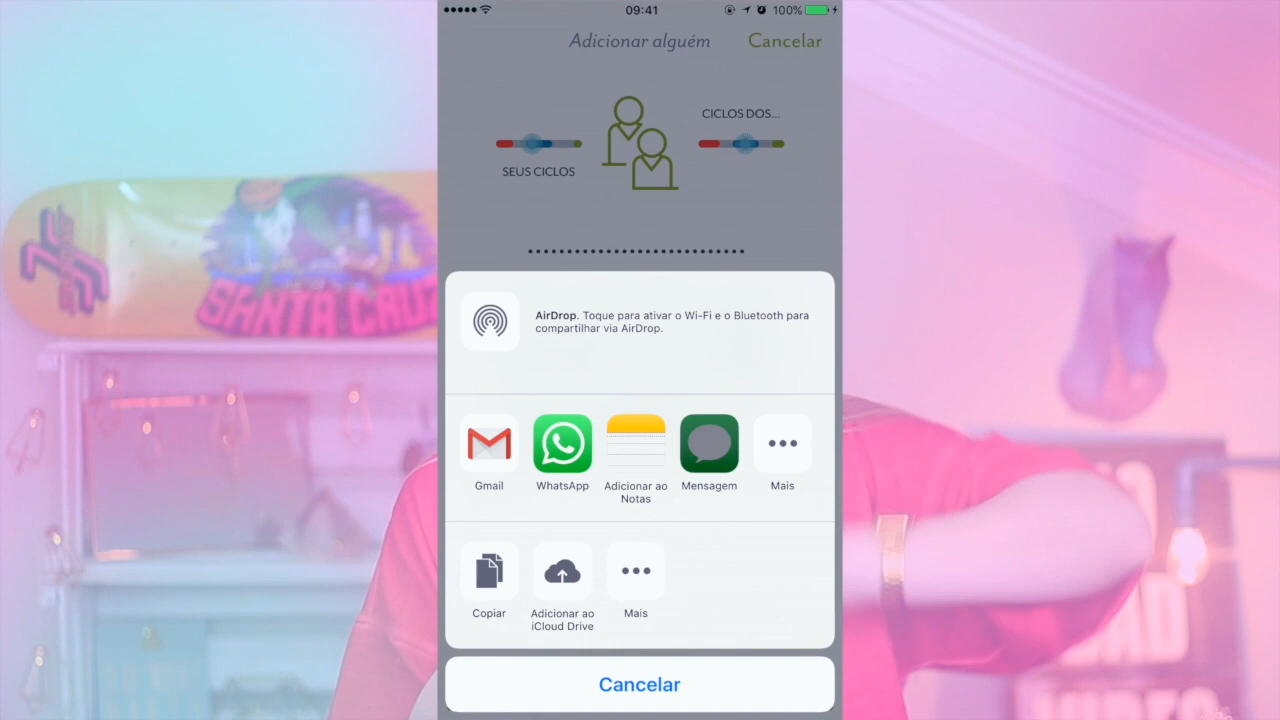 09:41
100%
Adicionar alguém
Cancelar
CICLOS DOS...
SEUS CICLOS
SANTA CRUZ
AirDrop. Toque para ativar o Wi-Fi e o Bluetooth para
compartilhar via AirDrop.
Gmail
WhatsApp
Adicionar ao
Notas
Mensagem
Mais
Copiar
Adicionar ao
iCloud Drive
Mais
Cancelar